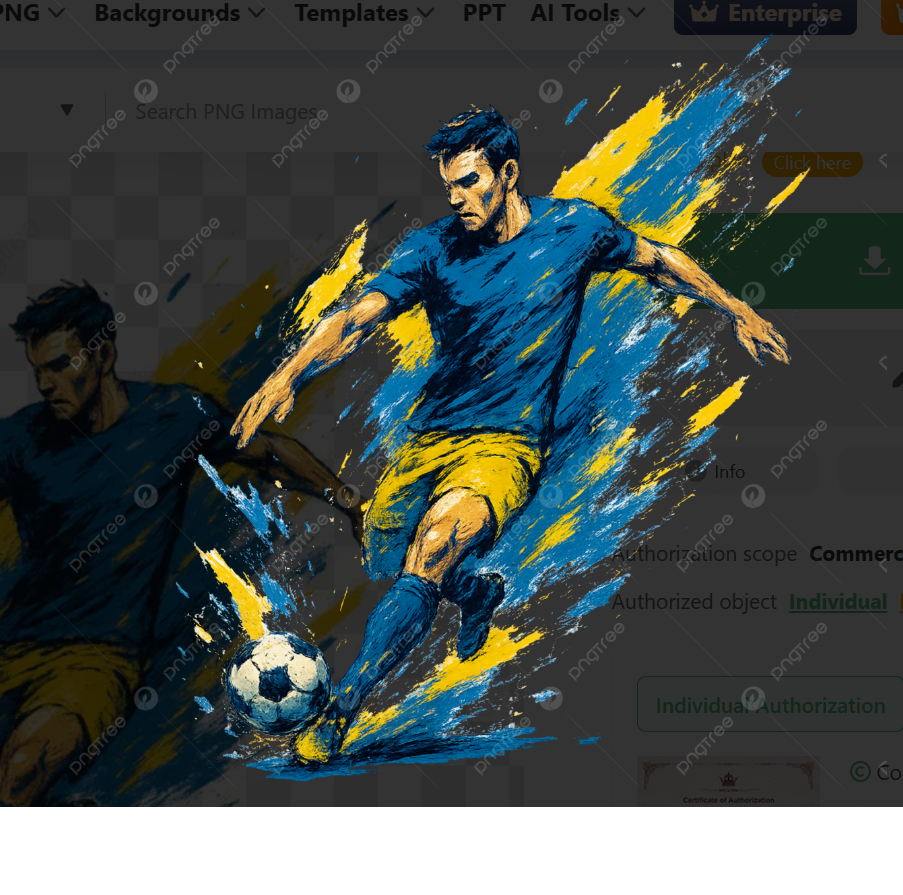 PNG Backgrounds Templates PPT AI Tools Enterprise
Search PNG Images
Click here
Info
Authorization scope Commerc
Authorized object Individual
Individual Authorization
Certificate of Authorization
© Co
Dngtree